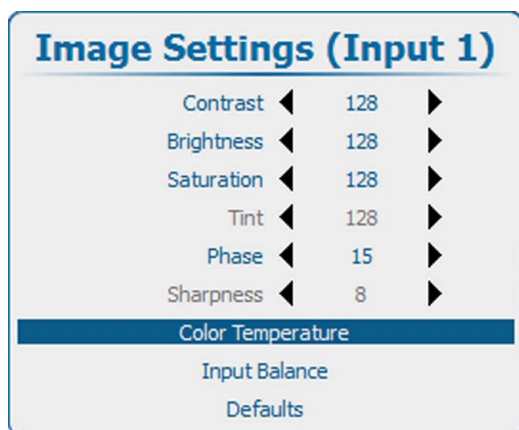 Image Settings (Input 1)
Contrast 128
Brightness 128
Saturation 128
Tint 128
Phase 15
Sharpness 8
Color Temperature
Input Balance
Defaults